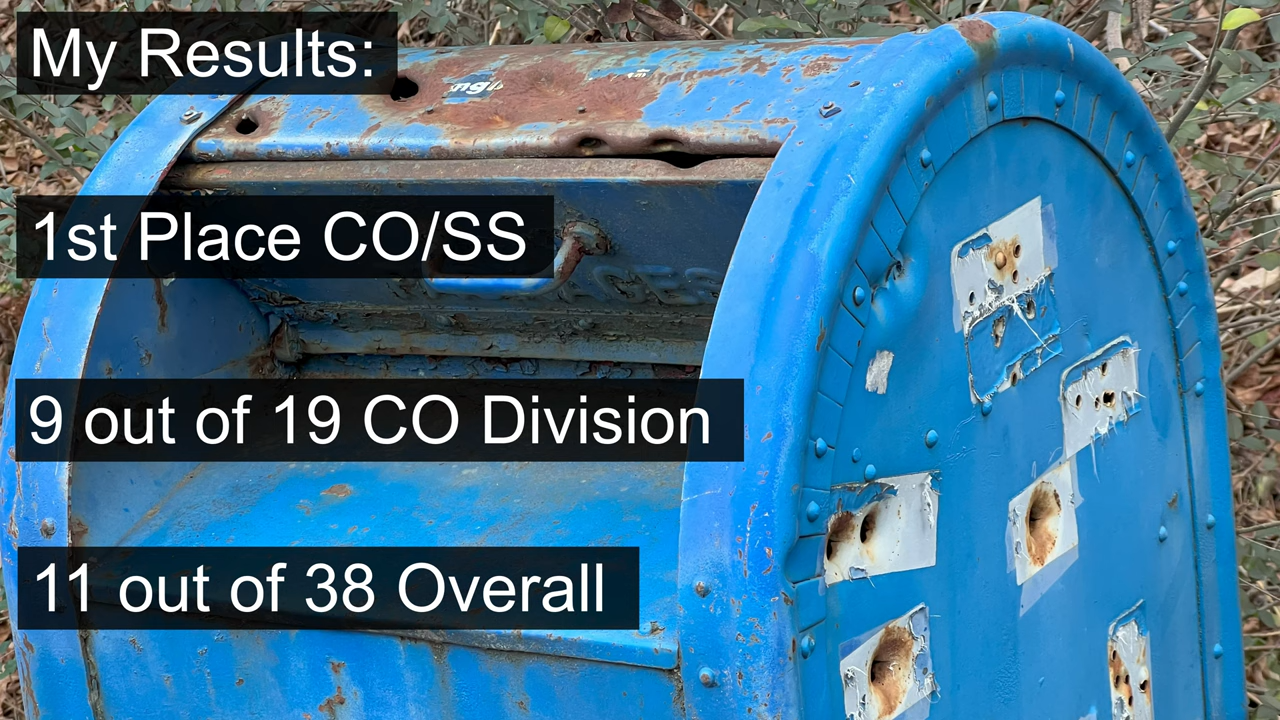 My Results:
1st Place CO/SS
9 out of 19 CO Division
11 out of 38 Overall